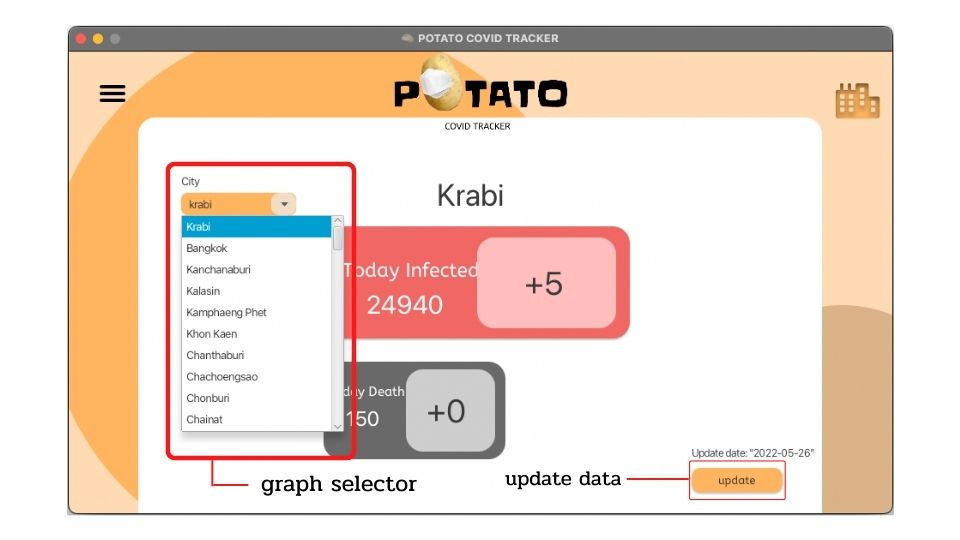 POTATO COVID TRACKER
POTATO
COVID TRACKER
City
krabi
Krabi
Bangkok
Kanchanaburi
Kalasin
Kamphaeng Phet
Khon Kaen
Chanthaburi
Chachoengsao
Chonburi
Chainat
Krabi
Today Infected
24940
+5
day Death
150
+0
Update date: "2022-05-26"
update
graph selector
update data